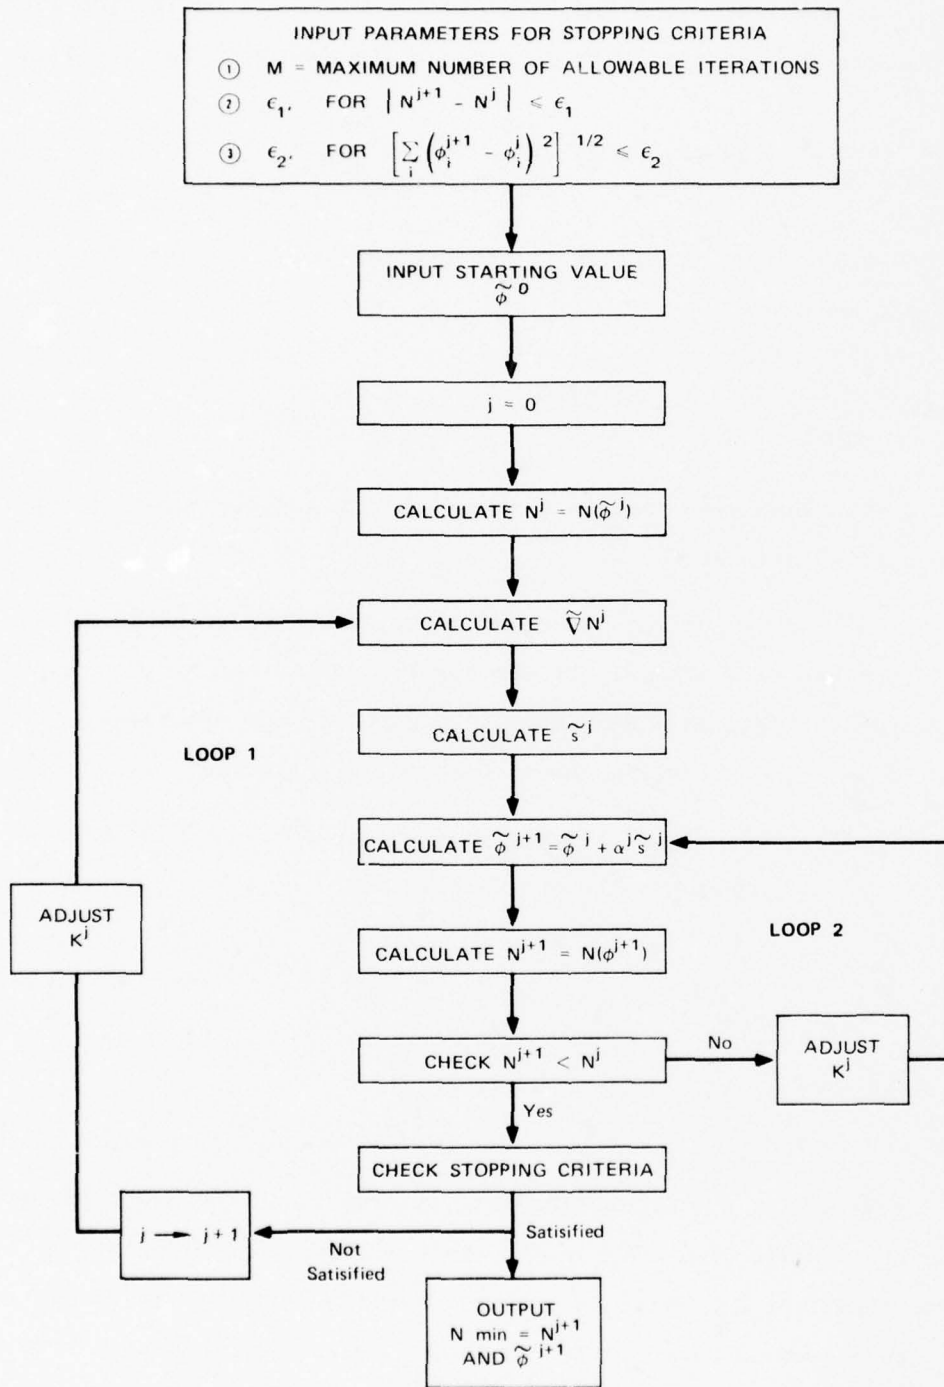 INPUT PARAMETERS FOR STOPPING CRITERIA
① M = MAXIMUM NUMBER OF ALLOWABLE ITERATIONS
② ϵ₁, FOR | N^{j+1} - N^j | ≤ ϵ₁
③ ϵ₂, FOR [∑_i (ϕ_i^{j+1} - ϕ_i^j)^2]^{1/2} ≤ ϵ₂
INPUT STARTING VALUE
ϕ̃^0
j = 0
CALCULATE N^j = N(ϕ̃^j)
CALCULATE ∇̃N^j
CALCULATE s̃^j
LOOP 1
CALCULATE ϕ̃^{j+1} = ϕ̃^j + α^j s̃^j
ADJUST
K^j
LOOP 2
CALCULATE N^{j+1} = N(ϕ^{j+1})
CHECK N^{j+1} < N^j
No
ADJUST
K^j
Yes
CHECK STOPPING CRITERIA
j → j + 1
Not
Satisified
Satisified
OUTPUT
N min = N^{j+1}
AND ϕ̃^{j+1}